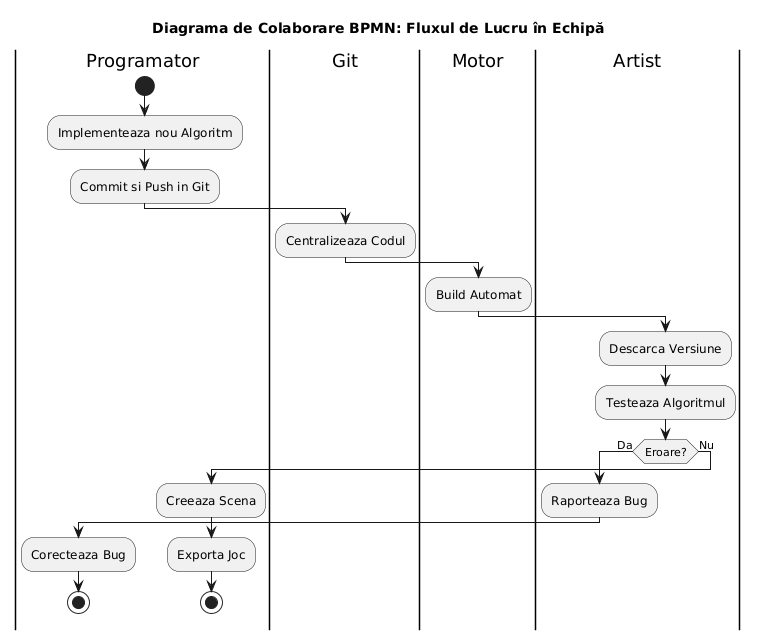 Diagrama de Colaborare BPMN: Fluxul de Lucru în Echipă
Programator
Git
Motor
Artist
Implementeaza nou Algoritm
Commit si Push in Git
Centralizeaza Codul
Build Automat
Descarca Versiune
Testeaza Algoritmul
Da
Eroare?
Nu
Creeaza Scena
Raporteaza Bug
Corecteaza Bug
Exporta Joc